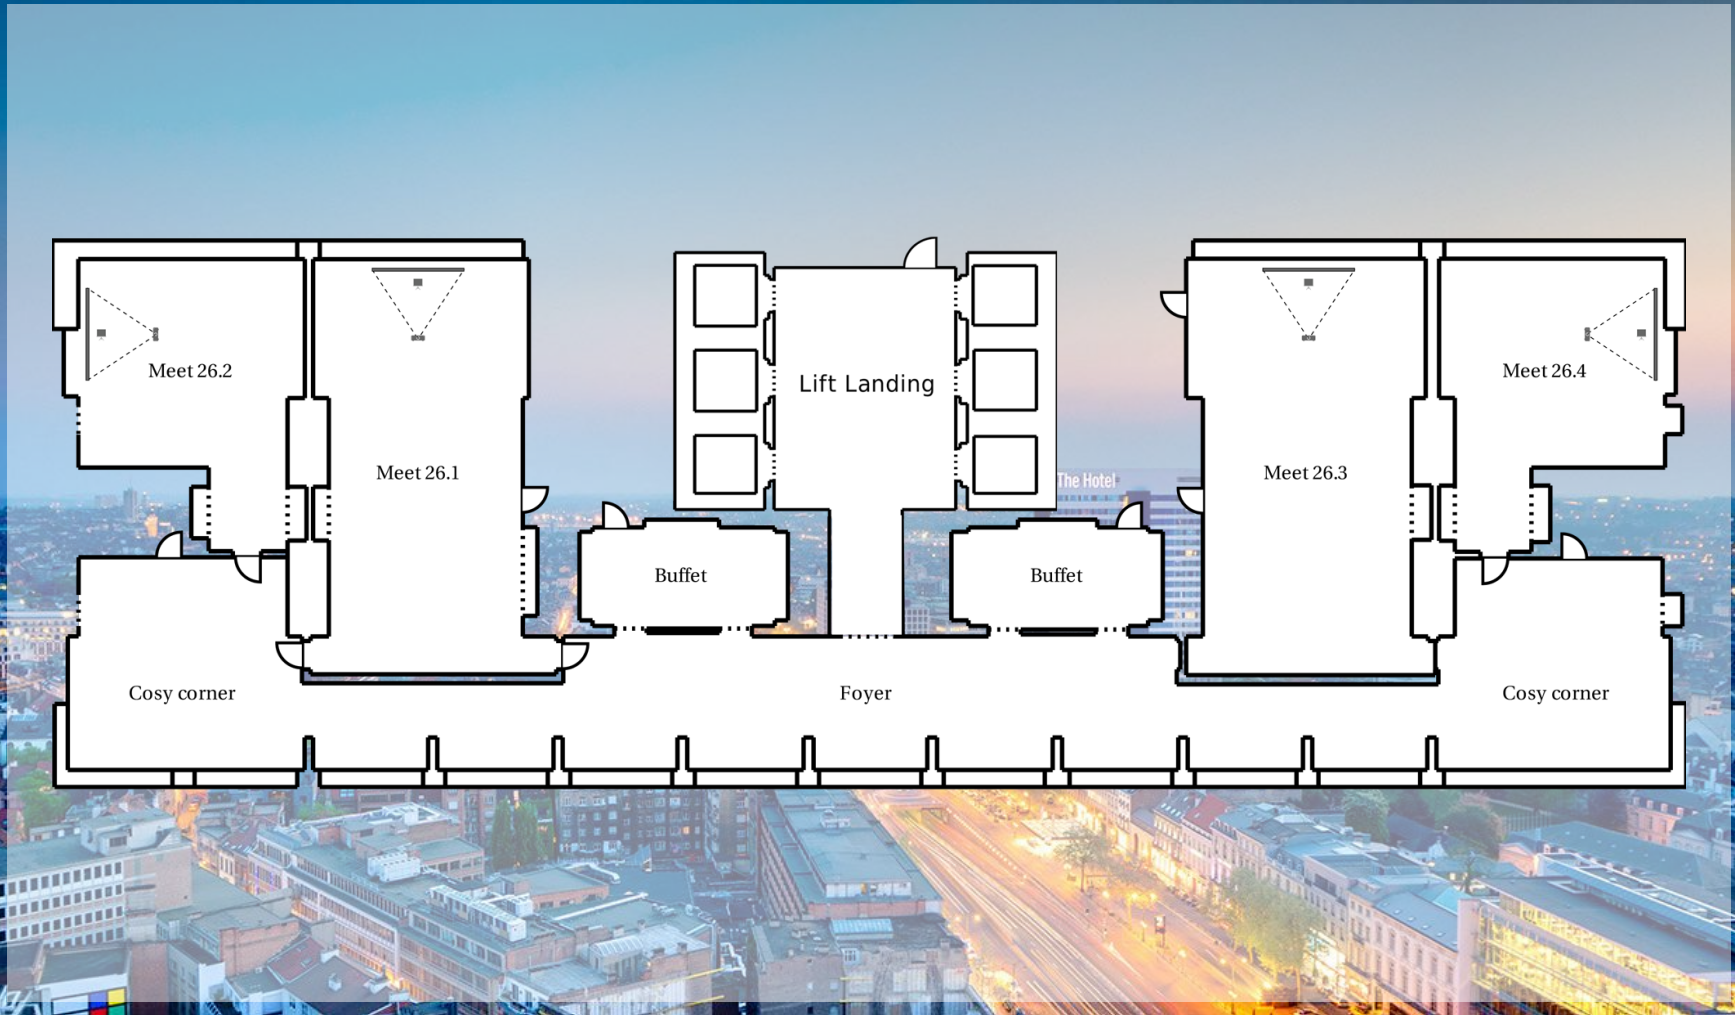 Meet 26.2
Meet 26.1
Lift Landing
Meet 26.3
Meet 26.4
The Hotel
Buffet
Buffet
Cosy corner
Foyer
Cosy corner